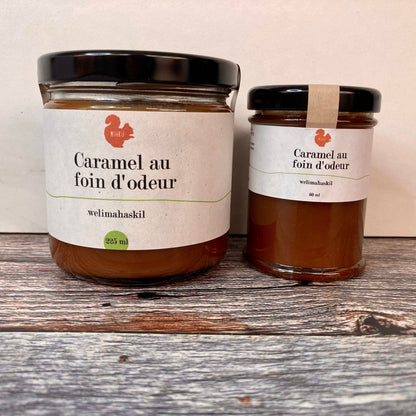 Caramel au
foin d'odeur
welimahaskil
225 ml
Caramel au
foin d'odeur
welimahaskil
60 ml